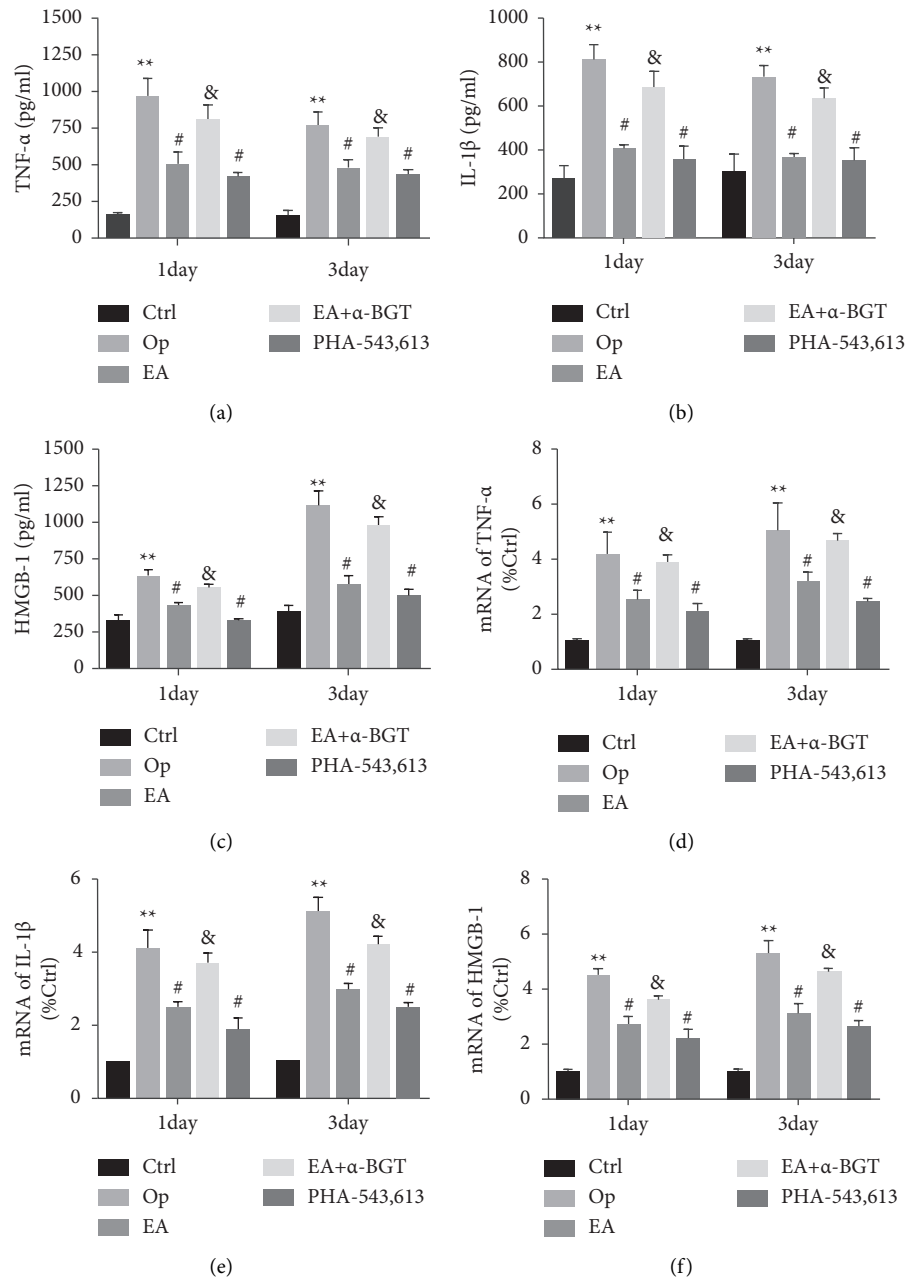 1500
1250
1000
750
500
250
0
TNF-α (pg/ml)
** # & #
** # & #
1day 3day
Ctrl EA+α-BGT
Op PHA-543,613
EA
(a)
1000
800
600
400
200
0
IL-1β (pg/ml)
** # & #
** # & #
1day 3day
Ctrl EA+α-BGT
Op PHA-543,613
EA
(b)
1500
1250
1000
750
500
250
0
HMGB-1 (pg/ml)
** # & #
** # & #
1day 3day
Ctrl EA+α-BGT
Op PHA-543,613
EA
(c)
8
6
4
2
0
mRNA of TNF-α
(%Ctrl)
** # & #
** # & #
1day 3day
Ctrl EA+α-BGT
Op PHA-543,613
EA
(d)
6
4
2
0
mRNA of IL-1β
(%Ctrl)
** # & #
** # & #
1day 3day
Ctrl EA+α-BGT
Op PHA-543,613
EA
(e)
8
6
4
2
0
mRNA of HMGB-1
(%Ctrl)
** # & #
** # & #
1day 3day
Ctrl EA+α-BGT
Op PHA-543,613
EA
(f)